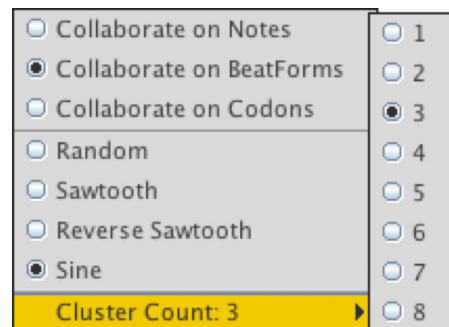 Collaborate on Notes
Collaborate on BeatForms
Collaborate on Codons
Random
Sawtooth
Reverse Sawtooth
Sine
Cluster Count: 3
1
2
3
4
5
6
7
8